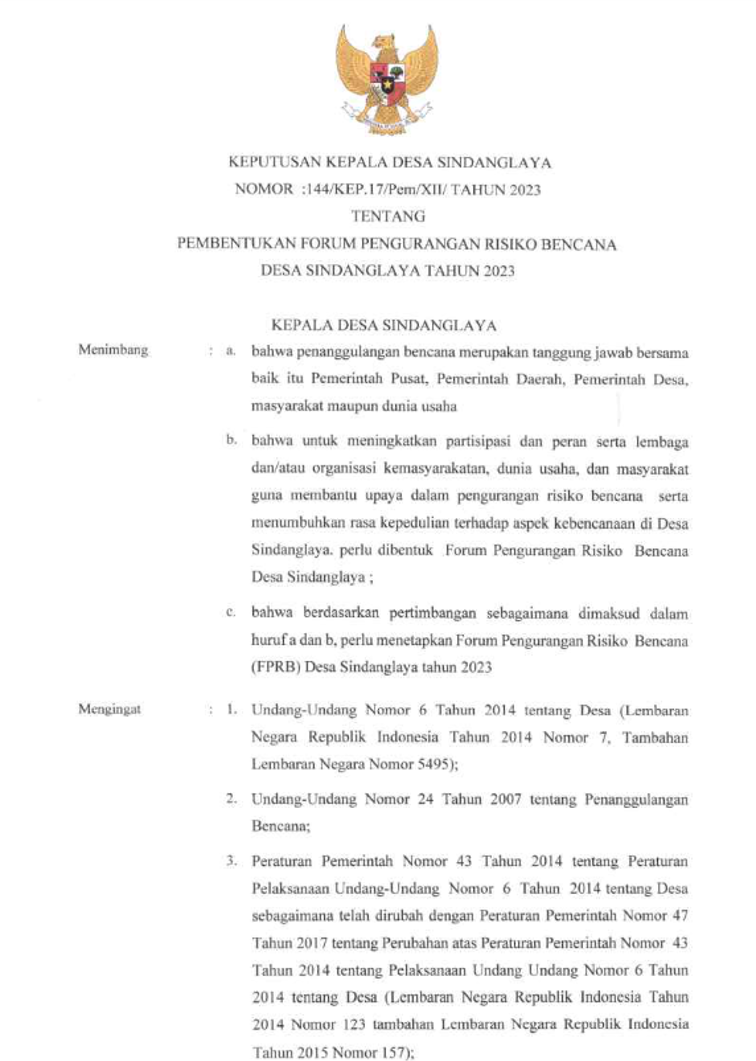 KEPUTUSAN KEPALA DESA SINDANGLAYA
NOMOR :144/KEP.17/Pem/XII/ TAHUN 2023
TENTANG
PEMBENTUKAN FORUM PENGURANGAN RISIKO BENCANA
DESA SINDANGLAYA TAHUN 2023
KEPALA DESA SINDANGLAYA
Menimbang : a. bahwa penanggulangan bencana merupakan tanggung jawab bersama
baik itu Pemerintah Pusat, Pemerintah Daerah, Pemerintah Desa,
masyarakat maupun dunia usaha
b. bahwa untuk meningkatkan partisipasi dan peran serta lembaga
dan/atau organisasi kemasyarakatan, dunia usaha, dan masyarakat
guna membantu upaya dalam pengurangan risiko bencana serta
menumbuhkan rasa kepedulian terhadap aspek kebencanaan di Desa
Sindanglaya. perlu dibentuk Forum Pengurangan Risiko Bencana
Desa Sindanglaya ;
c. bahwa berdasarkan pertimbangan sebagaimana dimaksud dalam
huruf a dan b, perlu menetapkan Forum Pengurangan Risiko Bencana
(FPRB) Desa Sindanglaya tahun 2023
Mengingat : 1. Undang-Undang Nomor 6 Tahun 2014 tentang Desa (Lembaran
Negara Republik Indonesia Tahun 2014 Nomor 7, Tambahan
Lembaran Negara Nomor 5495);
2. Undang-Undang Nomor 24 Tahun 2007 tentang Penanggulangan
Bencana;
3. Peraturan Pemerintah Nomor 43 Tahun 2014 tentang Peraturan
Pelaksanaan Undang-Undang Nomor 6 Tahun 2014 tentang Desa
sebagaimana telah dirubah dengan Peraturan Pemerintah Nomor 47
Tahun 2017 tentang Perubahan atas Peraturan Pemerintah Nomor 43
Tahun 2014 tentang Pelaksanaan Undang Undang Nomor 6 Tahun
2014 tentang Desa (Lembaran Negara Republik Indonesia Tahun
2014 Nomor 123 tambahan Lembaran Negara Republik Indonesia
Tahun 2015 Nomor 157);